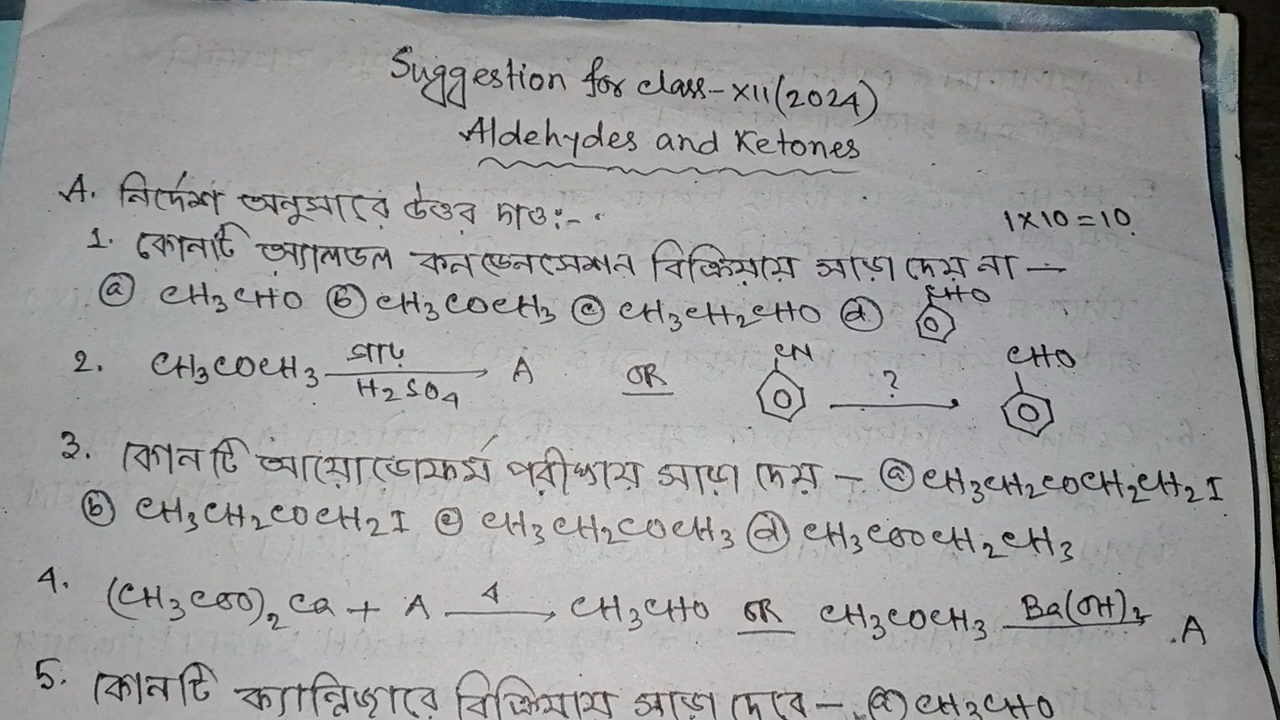 Suggestion for class-XII(2024)
Aldehydes and Ketones
A. নির্দেশ অনুসারে উত্তর দাও:-
1×10=10.
1. কোনটি অ্যালডল কনডেনসেশন বিক্রিয়ায় সাড়া দেয় না —
ⓐ CH₃CHO ⓑ CH₃COCH₃ ⓒ CH₃CH₂CHO ⓓ CHO
2. CH₃COCH₃ গাঢ় H₂SO₄ → A OR CN ? → CHO
3. কোনটি আয়োডোফর্ম পরীক্ষায় সাড়া দেয় – ⓐ CH₃CH₂COCH₂CH₂I
ⓑ CH₃CH₂COCH₂I ⓒ CH₃CH₂COCH₃ ⓓ CH₃COOCH₂CH₃
4. (CH₃COO)₂Ca + A Δ → CH₃CHO OR CH₃COCH₃ Ba(OH)₂ → A
5. কোনটি ক্যানিজারে বিক্রিয়ায় সাড়া দেবে – ⓐ CH₃CHO